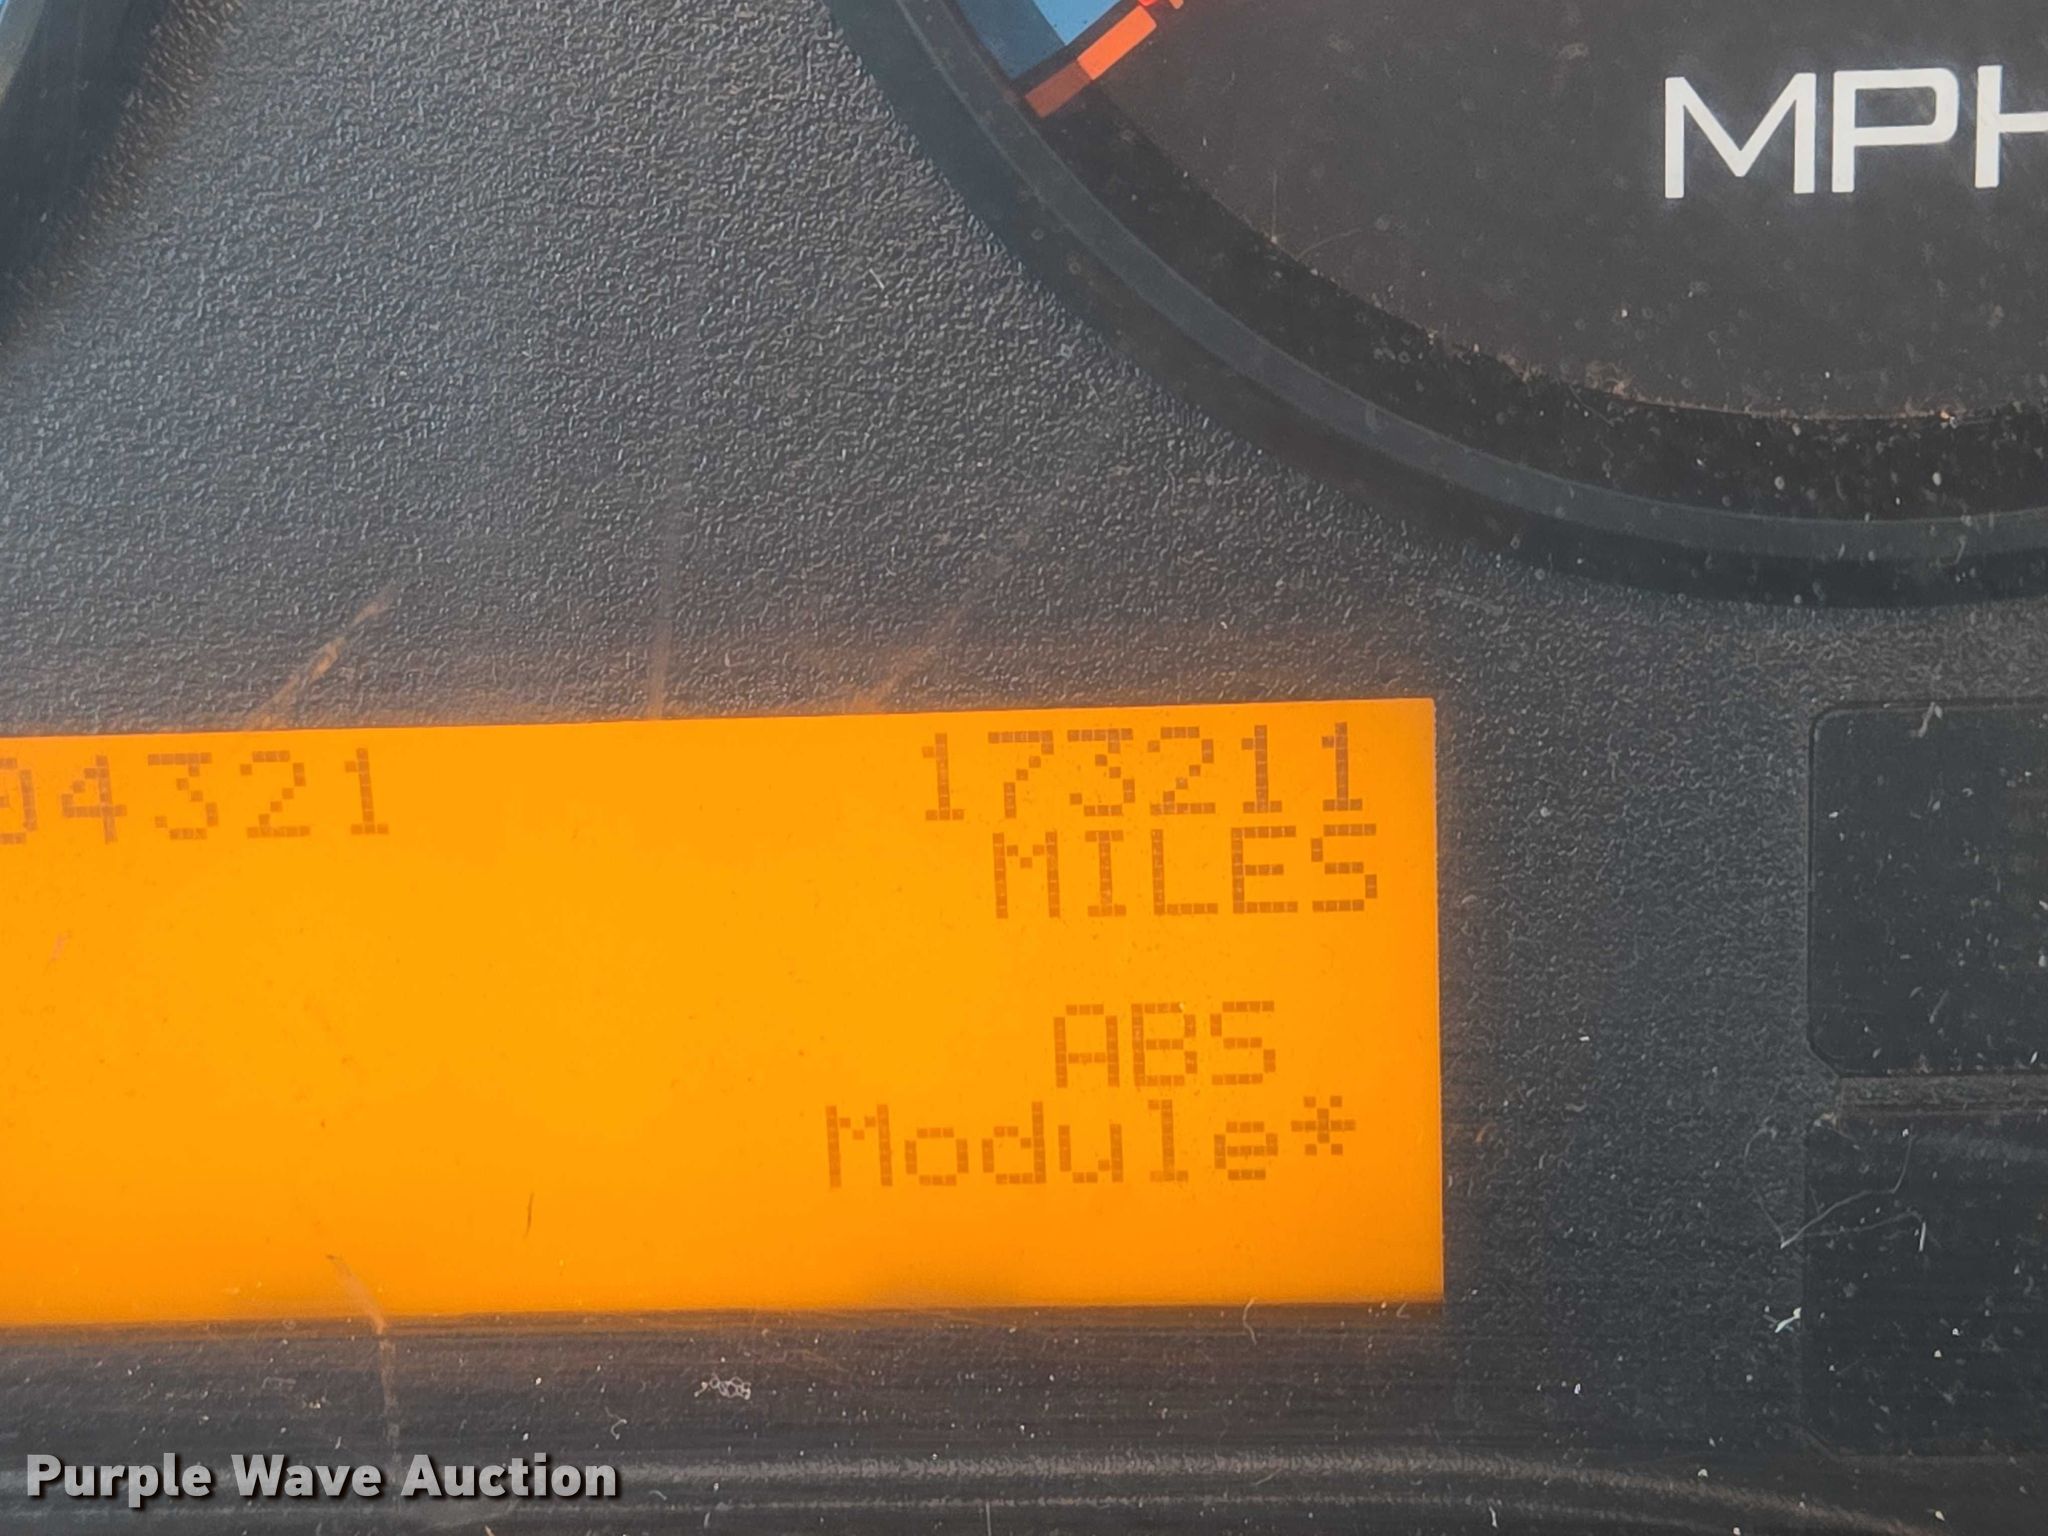 MPH
04321 173211
MILES
ABS
Module*
Purple Wave Auction